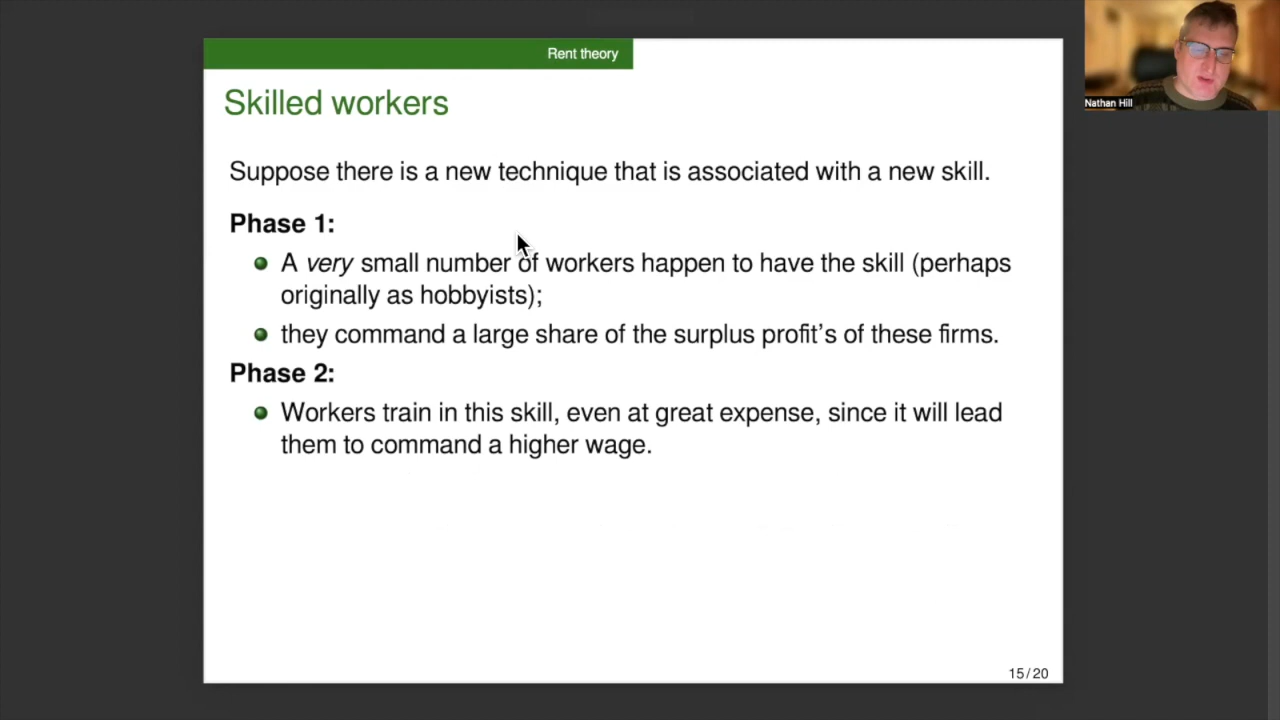 Rent theory
Skilled workers
Suppose there is a new technique that is associated with a new skill.
Phase 1:
A very small number of workers happen to have the skill (perhaps
originally as hobbyists);
they command a large share of the surplus profit's of these firms.
Phase 2:
Workers train in this skill, even at great expense, since it will lead
them to command a higher wage.
15/20
Nathan Hill